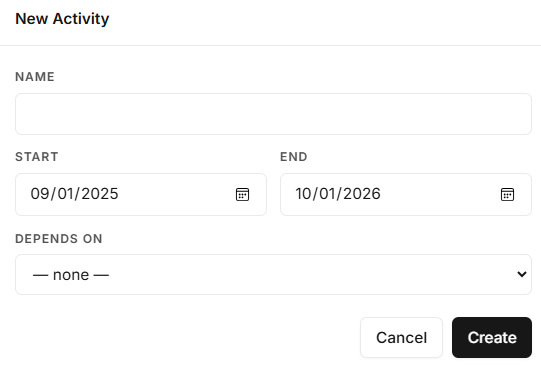 New Activity
NAME
START END
09/01/2025 10/01/2026
DEPENDS ON
— none —
Cancel Create